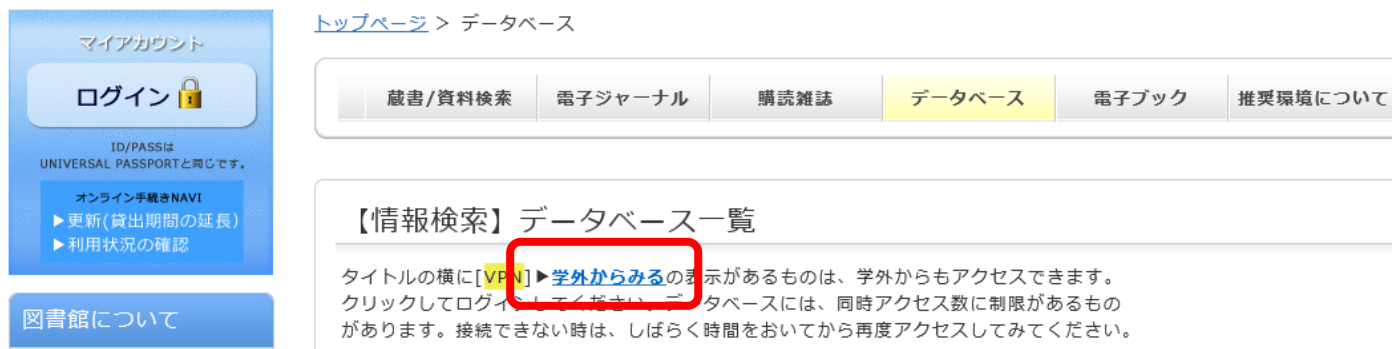 マイアカウント
ログイン
ID/PASSは
UNIVERSAL PASSPORTと同じです。
オンライン手続きNAVI
▶更新(貸出期間の延長)
▶利用状況の確認
図書館について
トップページ > データベース
蔵書/資料検索 電子ジャーナル 購読雑誌 データベース 電子ブック 推奨環境について
【情報検索】データベース一覧
タイトルの横に[VPN]▶学外からみるの表示があるものは、学外からもアクセスできます。
クリックしてログインしてください。データベースには、同時アクセス数に制限があるもの
があります。接続できない時は、しばらく時間をおいてから再度アクセスしてみてください。